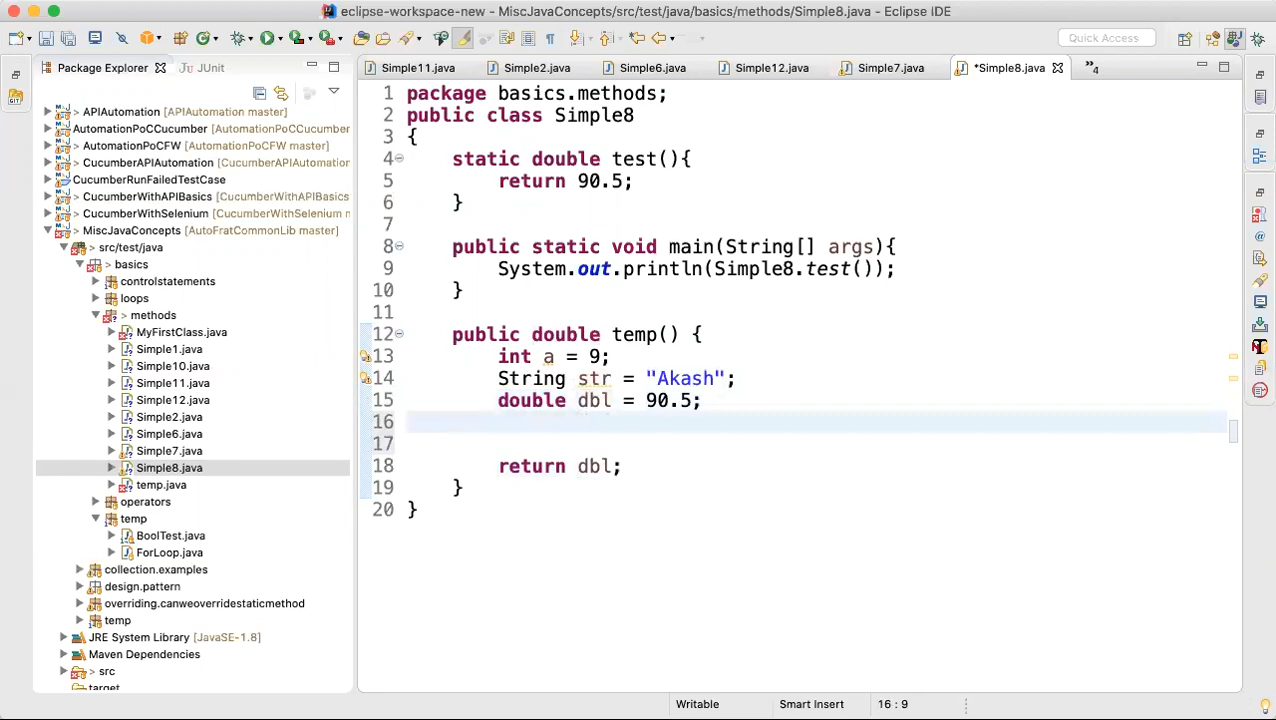 eclipse-workspace-new - MiscJavaConcepts/src/test/java/basics/methods/Simple8.java - Eclipse IDE
Quick Access
Package Explorer
JUnit
Simple11.java
Simple2.java
Simple6.java
Simple12.java
Simple7.java
*Simple8.java
»4
> APIAutomation [APIAutomation master]
AutomationPoCCucumber [AutomationPoCCucumber
> AutomationPoCFW [AutomationPoCFW master]
> CucumberAPIAutomation [CucumberAPIAutomation
CucumberRunFailedTestCase
> CucumberWithAPIBasics [CucumberWithAPIBasics
> CucumberWithSelenium [CucumberWithSelenium m
> MiscJavaConcepts [AutoFratCommonLib master]
> src/test/java
> basics
controlstatements
loops
> methods
MyFirstClass.java
Simple1.java
Simple10.java
Simple11.java
Simple12.java
Simple2.java
Simple6.java
Simple7.java
Simple8.java
temp.java
operators
temp
BoolTest.java
ForLoop.java
collection.examples
design.pattern
overriding.canweoverridestaticmethod
temp
JRE System Library [JavaSE-1.8]
Maven Dependencies
> src
target
1 package basics.methods;
2 public class Simple8
3 {
4 static double test(){
5 return 90.5;
6 }
7
8 public static void main(String[] args){
9 System.out.println(Simple8.test());
10 }
11
12 public double temp() {
13 int a = 9;
14 String str = "Akash";
15 double dbl = 90.5;
16
17
18 return dbl;
19 }
20 }
Writable
Smart Insert
16 : 9